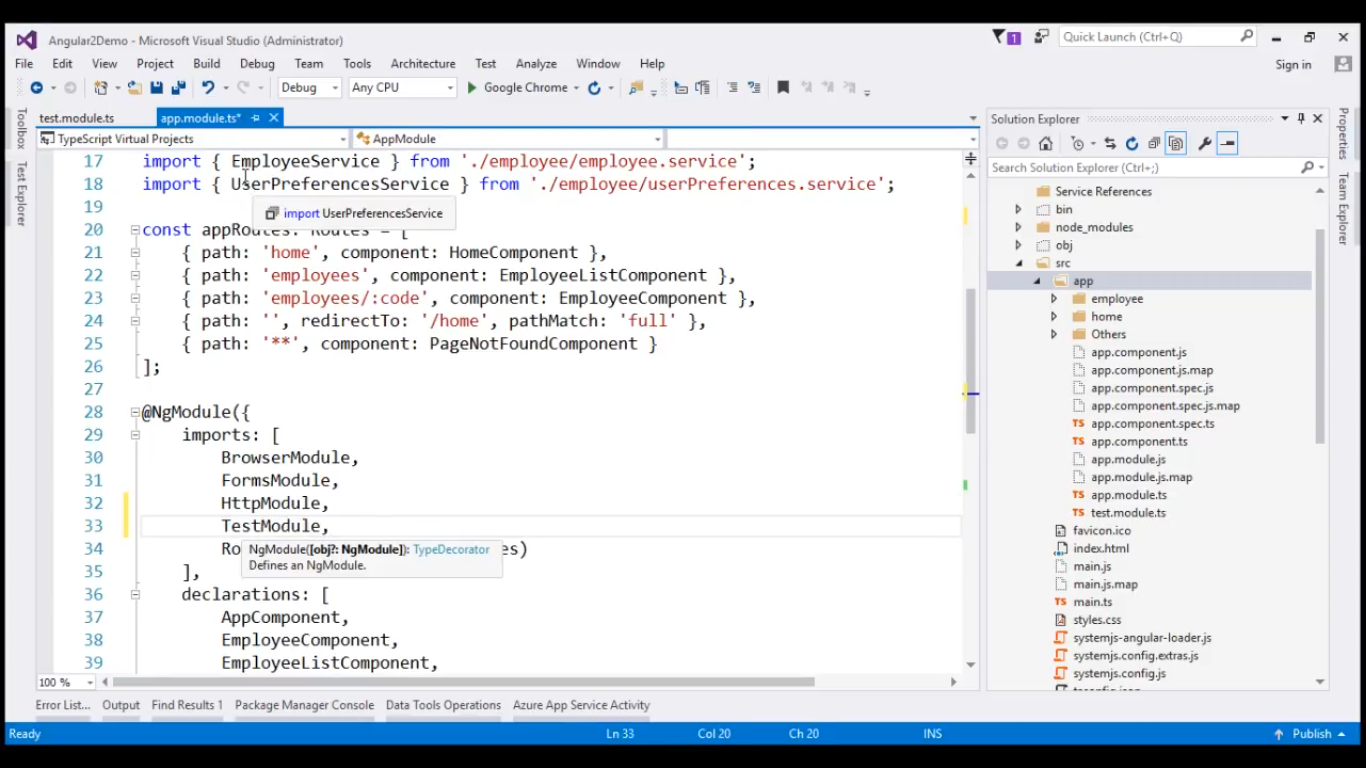 Angular2Demo - Microsoft Visual Studio (Administrator)
1
Quick Launch (Ctrl+Q)
File Edit View Project Build Debug Team Tools Architecture Test Analyze Window Help
Sign in
Debug Any CPU Google Chrome
test.module.ts app.module.ts*
TypeScript Virtual Projects AppModule
17 import { EmployeeService } from './employee/employee.service';
18 import { UserPreferencesService } from './employee/userPreferences.service';
19
import UserPreferencesService
20 const appRoutes: Routes = [
21 { path: 'home', component: HomeComponent },
22 { path: 'employees', component: EmployeeListComponent },
23 { path: 'employees/:code', component: EmployeeComponent },
24 { path: '', redirectTo: '/home', pathMatch: 'full' },
25 { path: '**', component: PageNotFoundComponent }
26 ];
27
28 @NgModule({
29 imports: [
30 BrowserModule,
31 FormsModule,
32 HttpModule,
33 TestModule,
34 Ro es)
NgModule([obj?: NgModule]): TypeDecorator
Defines an NgModule.
35 ],
36 declarations: [
37 AppComponent,
38 EmployeeComponent,
39 EmployeeListComponent,
100 %
Toolbox
Test Explorer
Solution Explorer
Search Solution Explorer (Ctrl+;)
Service References
bin
node_modules
obj
src
app
employee
home
Others
app.component.js
app.component.js.map
app.component.spec.js
app.component.spec.js.map
app.component.spec.ts
app.component.ts
app.module.js
app.module.js.map
app.module.ts
test.module.ts
favicon.ico
index.html
main.js
main.js.map
main.ts
styles.css
systemjs-angular-loader.js
systemjs.config.extras.js
systemjs.config.js
Properties
Team Explorer
Error List... Output Find Results 1 Package Manager Console Data Tools Operations Azure App Service Activity
Ready Ln 33 Col 20 Ch 20 INS Publish